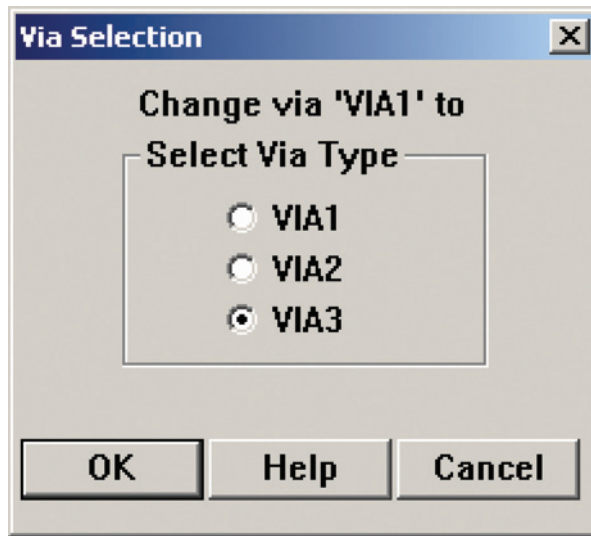 Via Selection
Change via 'VIA1' to
Select Via Type
VIA1
VIA2
VIA3
OK Help Cancel